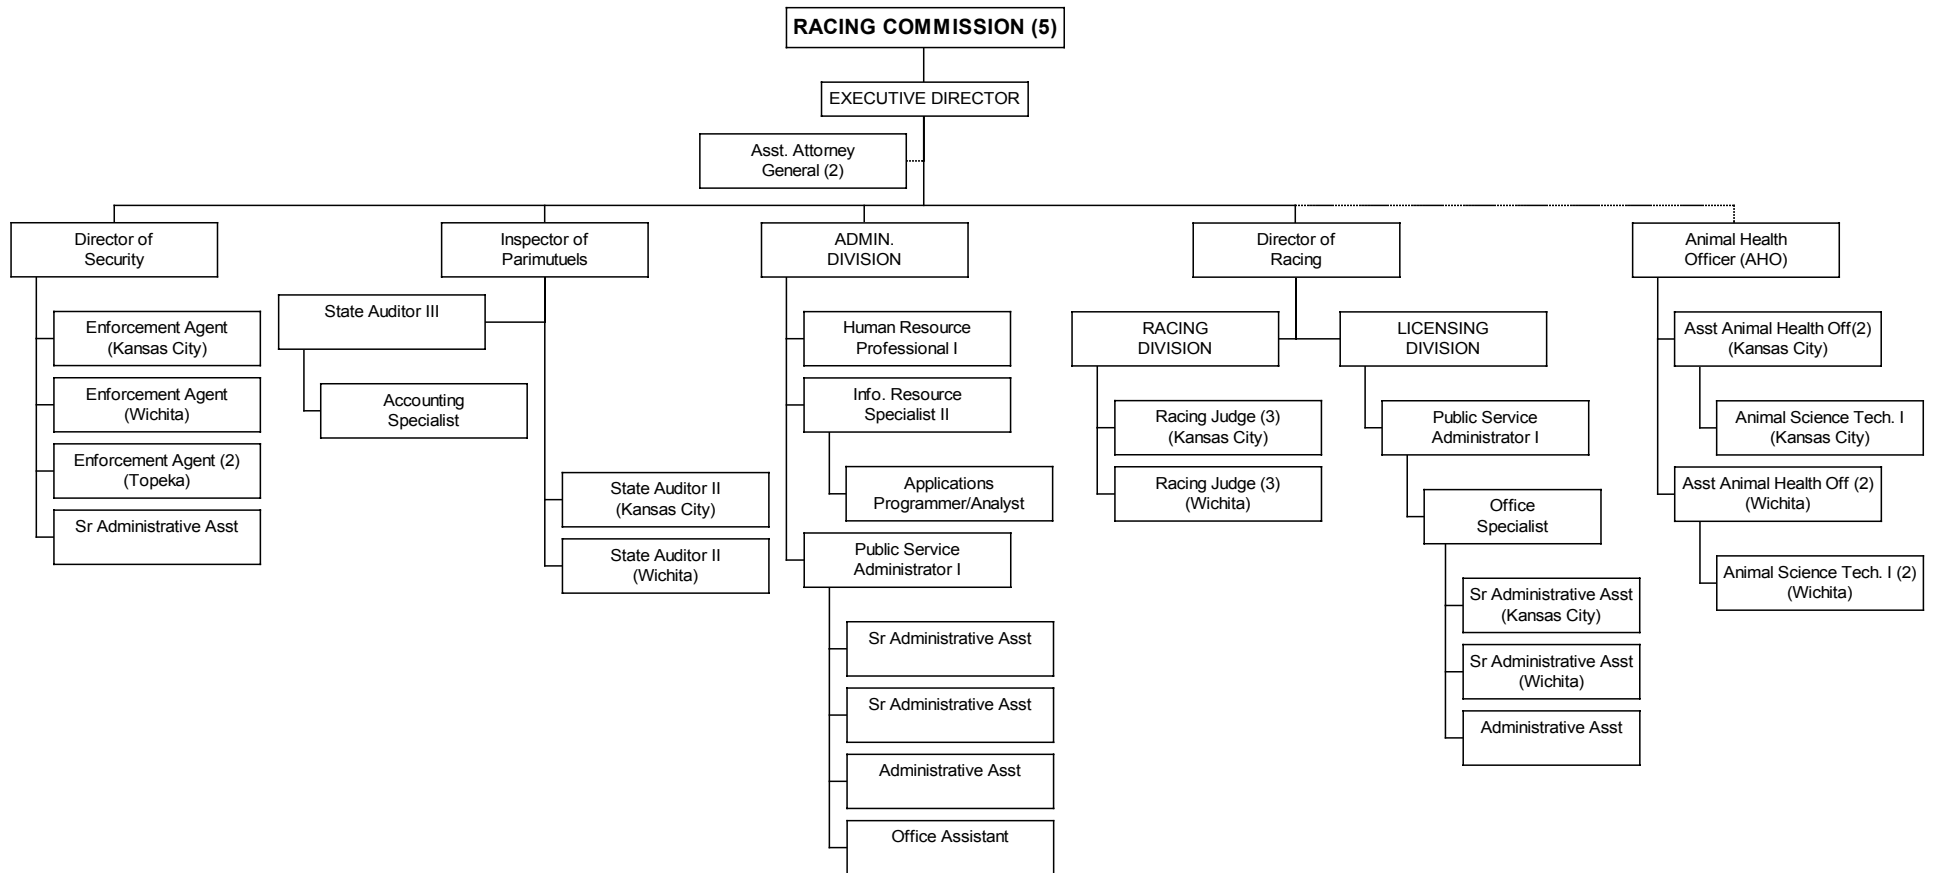 RACING COMMISSION (5)
EXECUTIVE DIRECTOR
Asst. Attorney
General (2)
Director of
Security
Enforcement Agent
(Kansas City)
Enforcement Agent
(Wichita)
Enforcement Agent (2)
(Topeka)
Sr Administrative Asst
Inspector of
Parimutuels
State Auditor III
Accounting
Specialist
State Auditor II
(Kansas City)
State Auditor II
(Wichita)
ADMIN.
DIVISION
Human Resource
Professional I
Info. Resource
Specialist II
Applications
Programmer/Analyst
Public Service
Administrator I
Sr Administrative Asst
Sr Administrative Asst
Administrative Asst
Office Assistant
Director of
Racing
RACING
DIVISION
Racing Judge (3)
(Kansas City)
Racing Judge (3)
(Wichita)
LICENSING
DIVISION
Public Service
Administrator I
Office
Specialist
Sr Administrative Asst
(Kansas City)
Sr Administrative Asst
(Wichita)
Administrative Asst
Animal Health
Officer (AHO)
Asst Animal Health Off(2)
(Kansas City)
Animal Science Tech. I
(Kansas City)
Asst Animal Health Off (2)
(Wichita)
Animal Science Tech. I (2)
(Wichita)